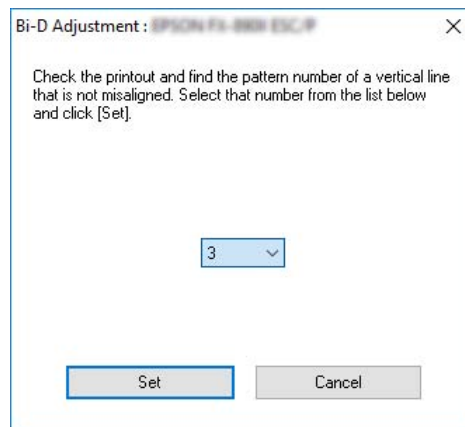 Bi-D Adjustment :
Check the printout and find the pattern number of a vertical line
that is not misaligned. Select that number from the list below
and click [Set].
3
Set Cancel